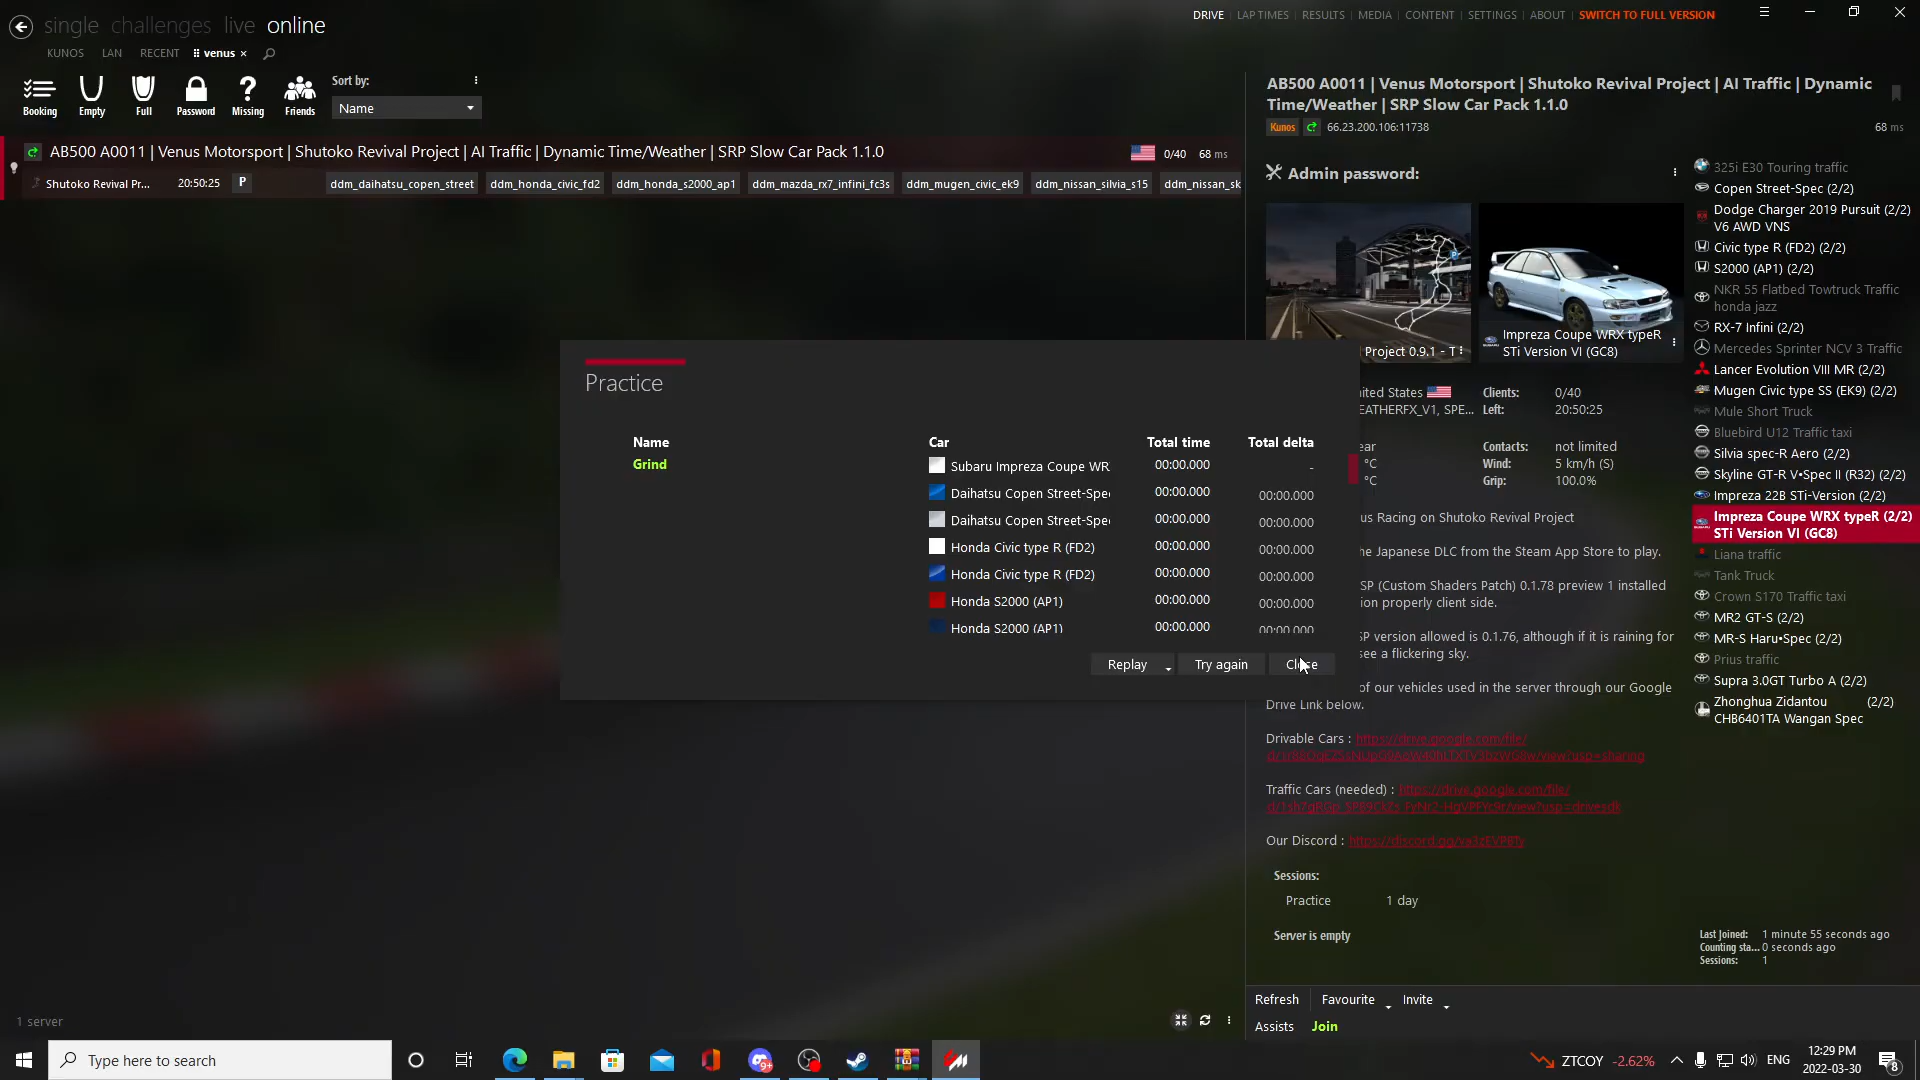 single challenges live online
KUNOS LAN RECENT venus ×
DRIVE LAP TIMES RESULTS MEDIA CONTENT SETTINGS ABOUT SWITCH TO FULL VERSION
Booking Empty Full Password Missing Friends
Sort by:
Name
AB500 A0011 | Venus Motorsport | Shutoko Revival Project | AI Traffic | Dynamic Time/Weather | SRP Slow Car Pack 1.1.0
0/40 68 ms
Shutoko Revival Pr... 20:50:25 P ddm_daihatsu_copen_street ddm_honda_civic_fd2 ddm_honda_s2000_ap1 ddm_mazda_rx7_infini_fc3s ddm_mugen_civic_ek9 ddm_nissan_silvia_s15 ddm_nissan_sk
Practice
Name Car Total time Total delta
Grind Subaru Impreza Coupe WR 00:00.000 -
Daihatsu Copen Street-Spe 00:00.000 00:00.000
Daihatsu Copen Street-Spe 00:00.000 00:00.000
Honda Civic type R (FD2) 00:00.000 00:00.000
Honda Civic type R (FD2) 00:00.000 00:00.000
Honda S2000 (AP1) 00:00.000 00:00.000
Honda S2000 (AP1) 00:00.000 00:00.000
Replay Try again Close
AB500 A0011 | Venus Motorsport | Shutoko Revival Project | AI Traffic | Dynamic
Time/Weather | SRP Slow Car Pack 1.1.0
Kunos 66.23.200.106:11738 68 ms
Admin password:
Project 0.9.1 - T
Impreza Coupe WRX typeR
STi Version VI (GC8)
ited States Clients: 0/40
EATHERFX_V1, SPE... Left: 20:50:25
ear Contacts: not limited
°C Wind: 5 km/h (S)
°C Grip: 100.0%
us Racing on Shutoko Revival Project
he Japanese DLC from the Steam App Store to play.
SP (Custom Shaders Patch) 0.1.78 preview 1 installed
ion properly client side.
SP version allowed is 0.1.76, although if it is raining for
see a flickering sky.
of our vehicles used in the server through our Google
Drive Link below.
Drivable Cars : https://drive.google.com/file/
Traffic Cars (needed) : https://drive.google.com/file/
Our Discord :
Sessions:
Practice 1 day
Server is empty
325i E30 Touring traffic
Copen Street-Spec (2/2)
Dodge Charger 2019 Pursuit (2/2)
V6 AWD VNS
Civic type R (FD2) (2/2)
S2000 (AP1) (2/2)
NKR 55 Flatbed Towtruck Traffic
honda jazz
RX-7 Infini (2/2)
Mercedes Sprinter NCV 3 Traffic
Lancer Evolution VIII MR (2/2)
Mugen Civic type SS (EK9) (2/2)
Mule Short Truck
Bluebird U12 Traffic taxi
Silvia spec-R Aero (2/2)
Skyline GT-R V•Spec II (R32) (2/2)
Impreza 22B STi-Version (2/2)
Impreza Coupe WRX typeR (2/2)
STi Version VI (GC8)
Liana traffic
Tank Truck
Crown S170 Traffic taxi
MR2 GT-S (2/2)
MR-S Haru•Spec (2/2)
Prius traffic
Supra 3.0GT Turbo A (2/2)
Zhonghua Zidantou (2/2)
CHB6401TA Wangan Spec
Last Joined: 1 minute 55 seconds ago
Counting sta... 0 seconds ago
Sessions: 1
1 server
Refresh Favourite Invite
Assists Join
Type here to search
9+
ZTCOY -2.62% ENG 12:29 PM
2022-03-30
8